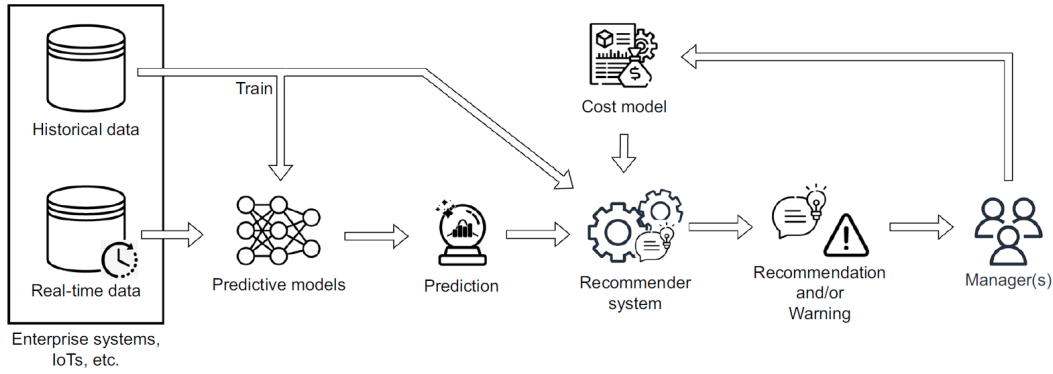 Historical data
Train
Cost model
Real-time data
Predictive models
Prediction
Recommender
system
Recommendation
and/or
Warning
Manager(s)
Enterprise systems,
IoTs, etc.
$